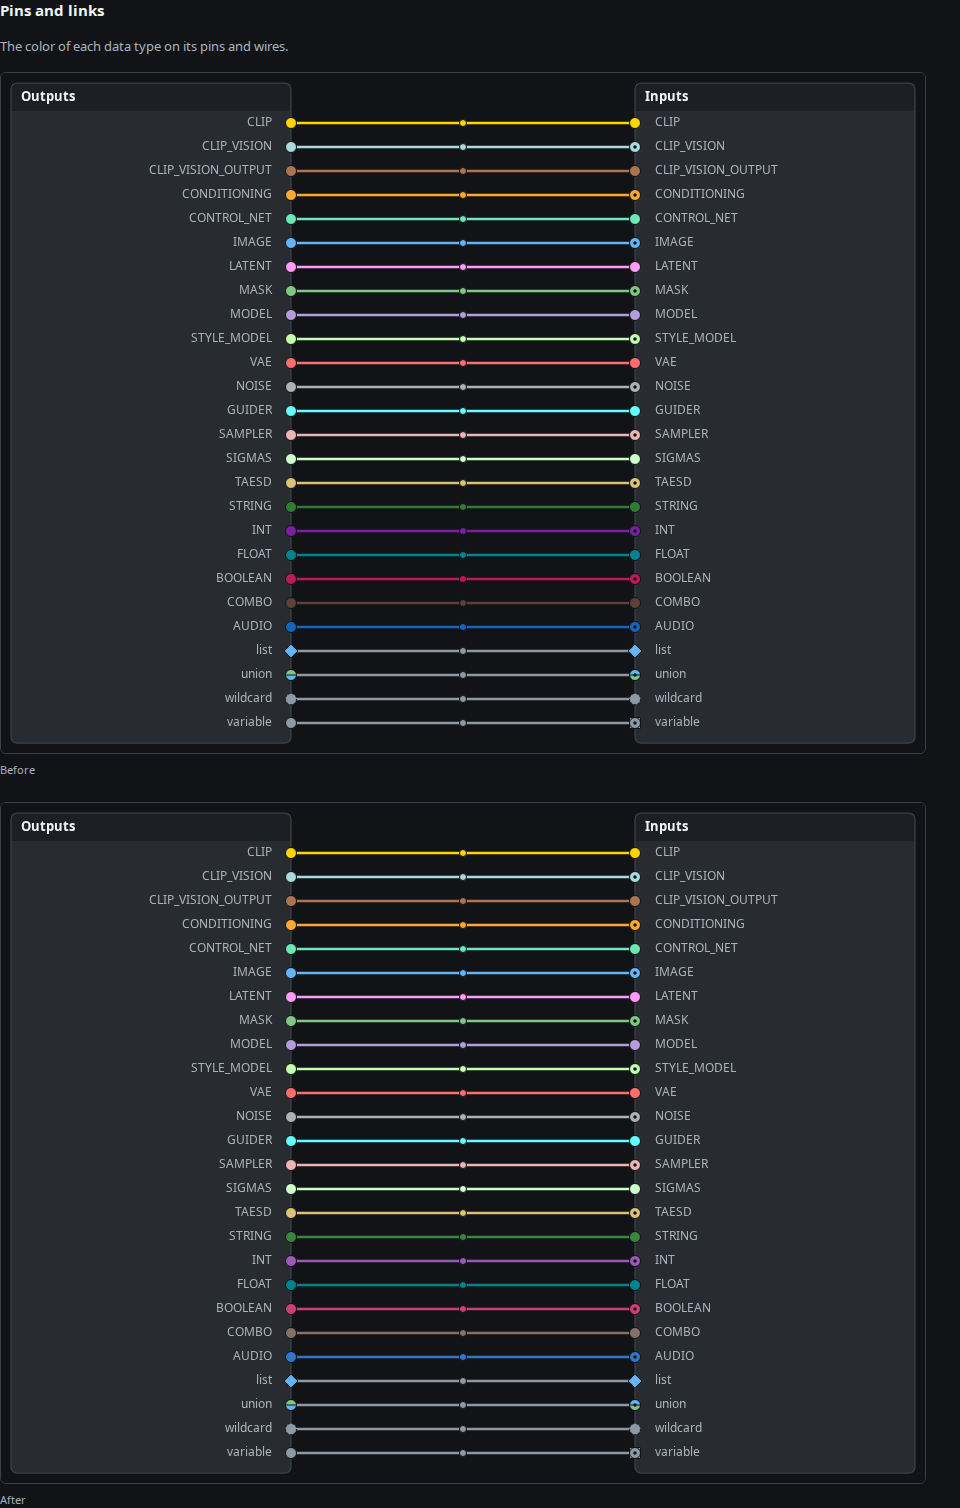 Pins and links
The color of each data type on its pins and wires.
Outputs Inputs
CLIP CLIP
CLIP_VISION CLIP_VISION
CLIP_VISION_OUTPUT CLIP_VISION_OUTPUT
CONDITIONING CONDITIONING
CONTROL_NET CONTROL_NET
IMAGE IMAGE
LATENT LATENT
MASK MASK
MODEL MODEL
STYLE_MODEL STYLE_MODEL
VAE VAE
NOISE NOISE
GUIDER GUIDER
SAMPLER SAMPLER
SIGMAS SIGMAS
TAESD TAESD
STRING STRING
INT INT
FLOAT FLOAT
BOOLEAN BOOLEAN
COMBO COMBO
AUDIO AUDIO
list list
union union
wildcard wildcard
variable variable
Before
Outputs Inputs
CLIP CLIP
CLIP_VISION CLIP_VISION
CLIP_VISION_OUTPUT CLIP_VISION_OUTPUT
CONDITIONING CONDITIONING
CONTROL_NET CONTROL_NET
IMAGE IMAGE
LATENT LATENT
MASK MASK
MODEL MODEL
STYLE_MODEL STYLE_MODEL
VAE VAE
NOISE NOISE
GUIDER GUIDER
SAMPLER SAMPLER
SIGMAS SIGMAS
TAESD TAESD
STRING STRING
INT INT
FLOAT FLOAT
BOOLEAN BOOLEAN
COMBO COMBO
AUDIO AUDIO
list list
union union
wildcard wildcard
variable variable
After